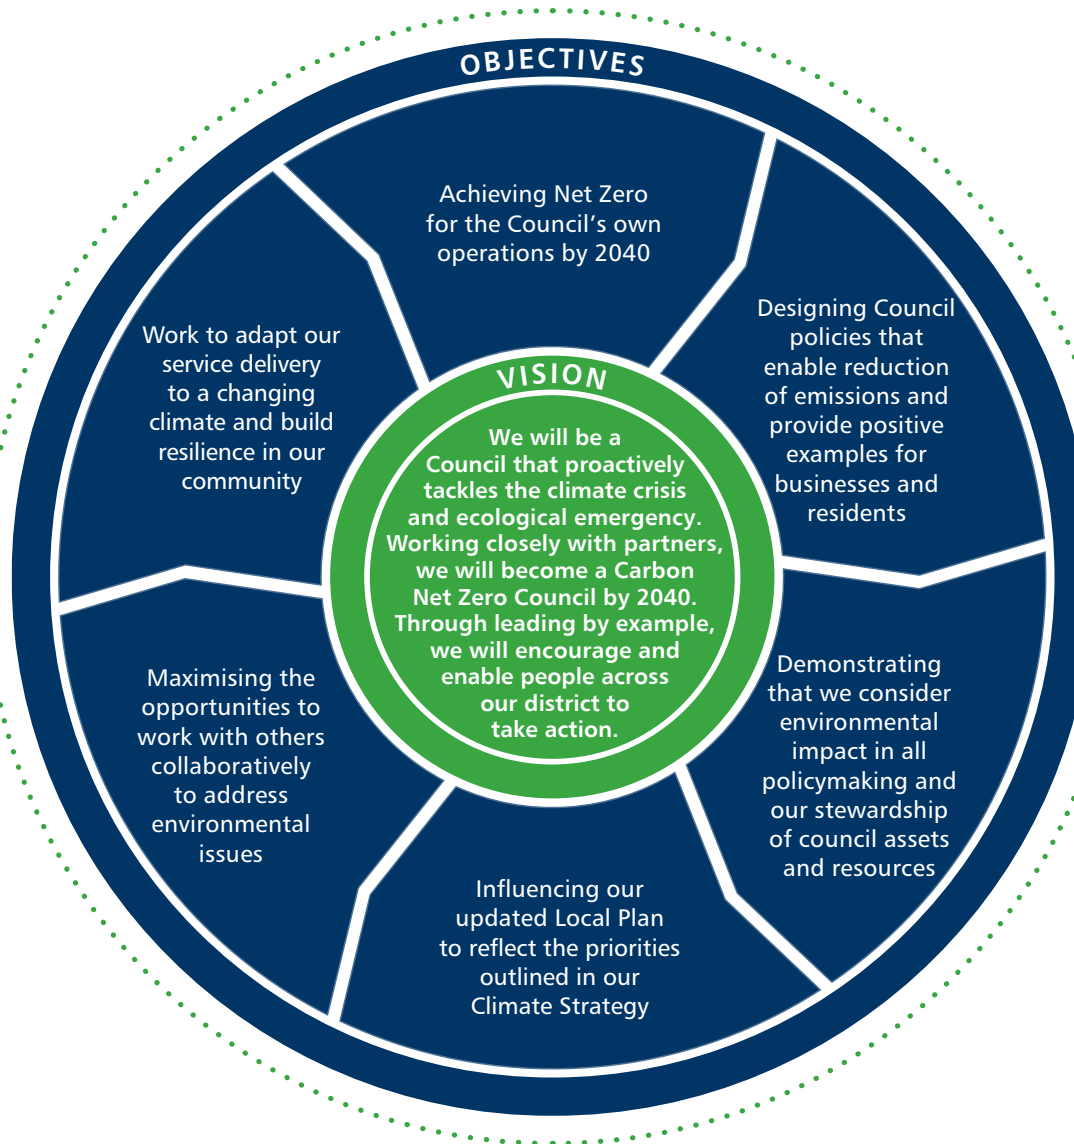 OBJECTIVES
Achieving Net Zero
for the Council's own
operations by 2040
Designing Council
policies that
enable reduction
of emissions and
provide positive
examples for
businesses and
residents
Demonstrating
that we consider
environmental
impact in all
policymaking and
our stewardship
of council assets
and resources
Influencing our
updated Local Plan
to reflect the priorities
outlined in our
Climate Strategy
Maximising the
opportunities to
work with others
collaboratively
to address
environmental
issues
Work to adapt our
service delivery
to a changing
climate and build
resilience in our
community
VISION
We will be a
Council that proactively
tackles the climate crisis
and ecological emergency.
Working closely with partners,
we will become a Carbon
Net Zero Council by 2040.
Through leading by example,
we will encourage and
enable people across
our district to
take action.